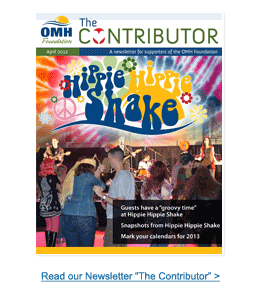 OMH
Foundation
The
CONTRIBUTOR
April 2012
A newsletter for supporters of the OMH Foundation
Hippie Hippie
Shake
Guests have a "groovy time"
at Hippie Hippie Shake
Snapshots from Hippie Hippie Shake
Mark your calendars for 2013
Read our Newsletter "The Contributor" >